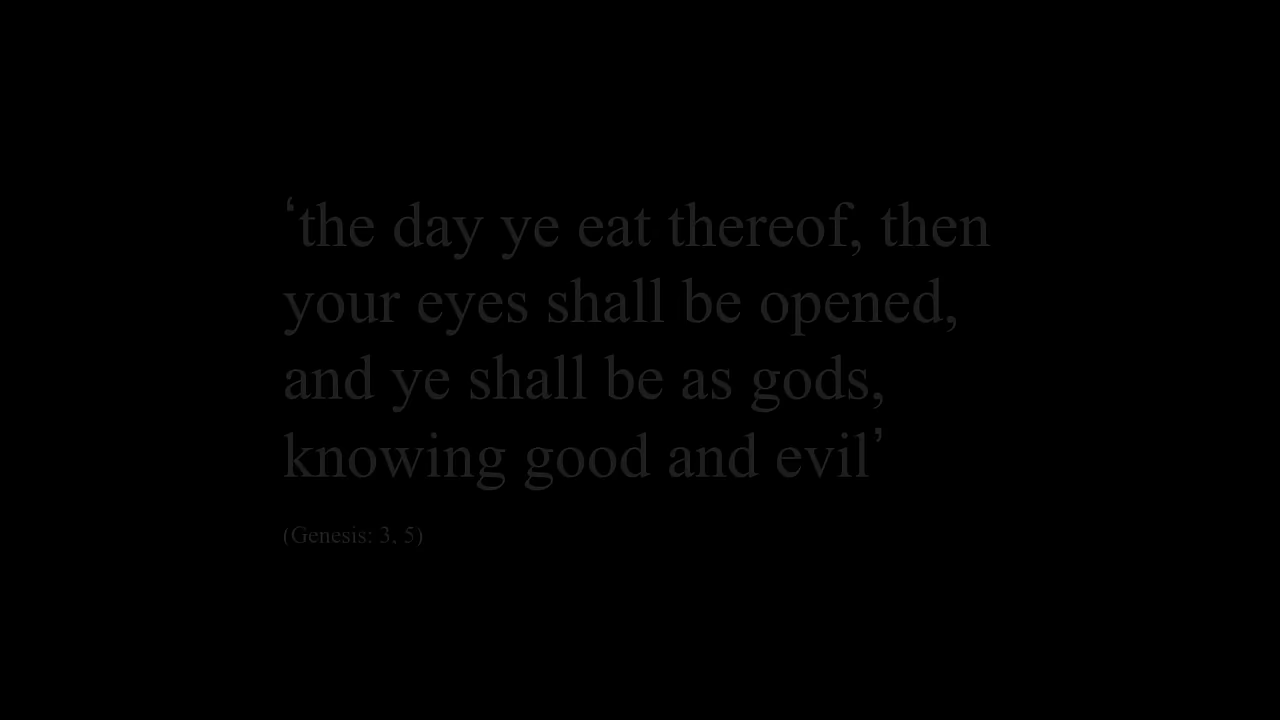 ‘the day ye eat thereof, then
your eyes shall be opened,
and ye shall be as gods,
knowing good and evil’
(Genesis: 3, 5)